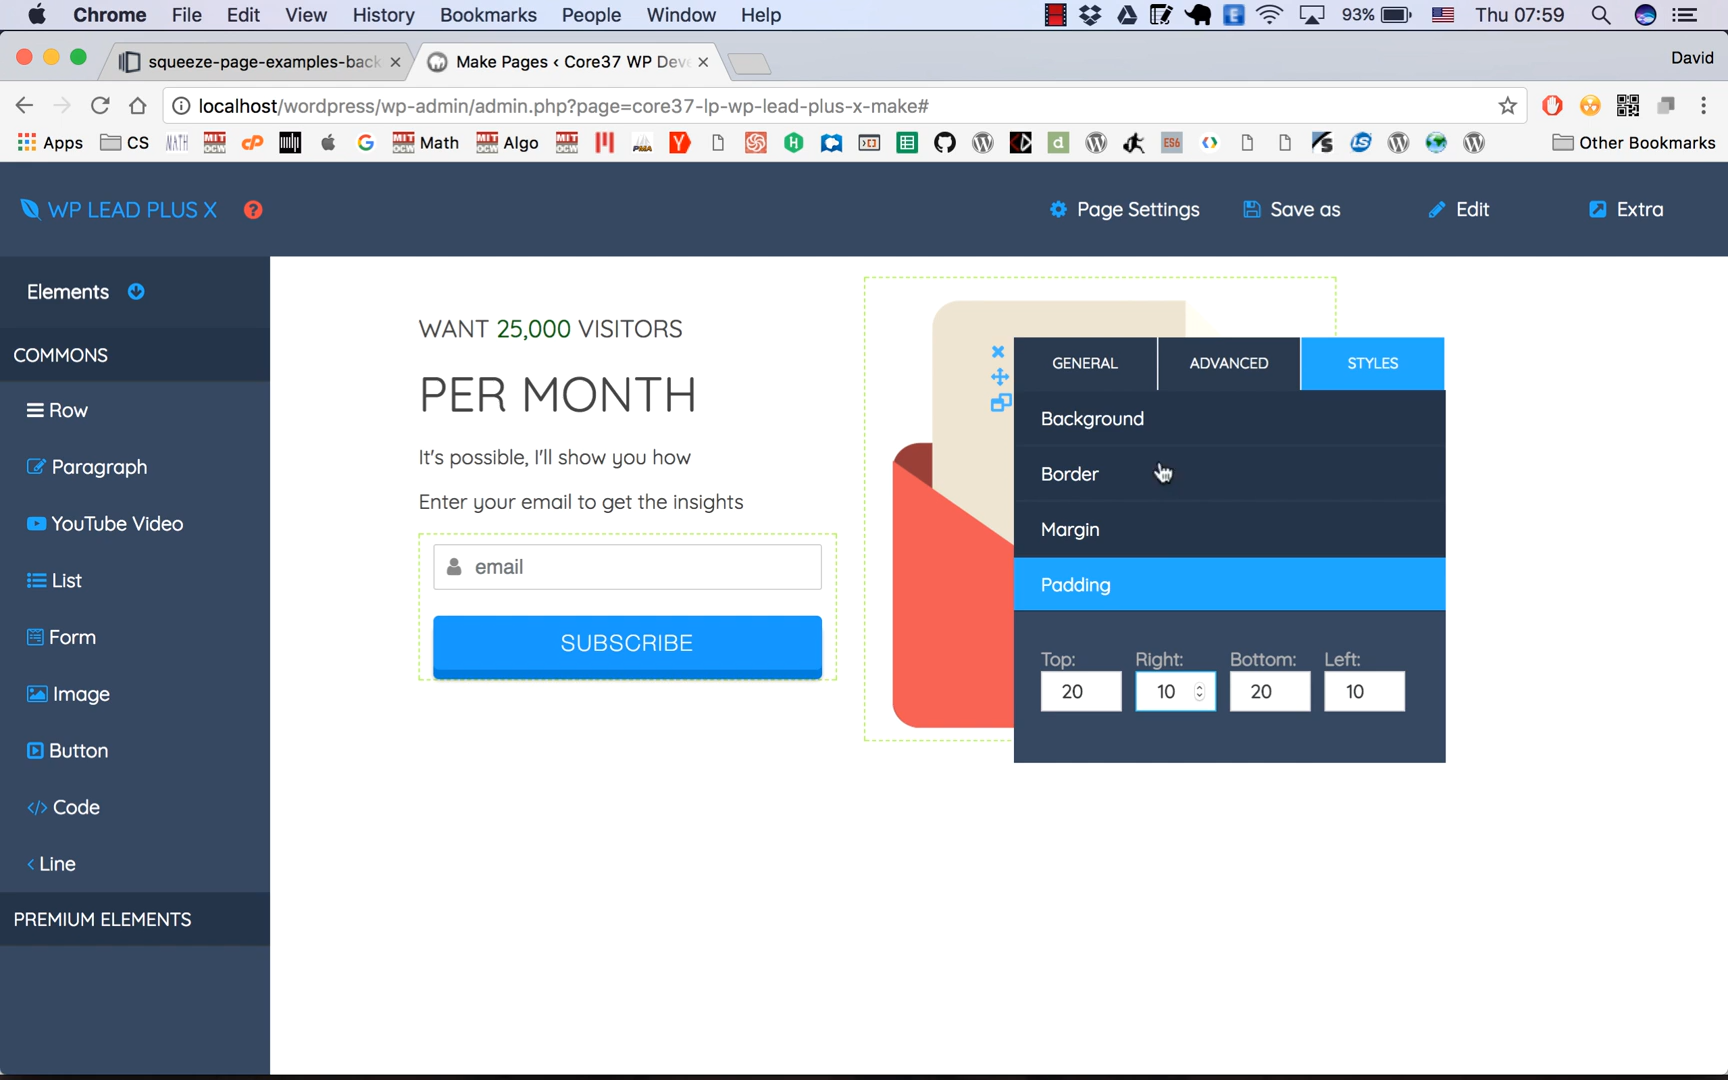 Chrome File Edit View History Bookmarks People Window Help 93% Thu 07:59
squeeze-page-examples-back Make Pages ‹ Core37 WP Dev David
localhost/wordpress/wp-admin/admin.php?page=core37-lp-wp-lead-plus-x-make#
Apps CS Math Algo Other Bookmarks
WP LEAD PLUS X ? Page Settings Save as Edit Extra
Elements
COMMONS
Row
Paragraph
YouTube Video
List
Form
Image
Button
Code
Line
PREMIUM ELEMENTS
WANT 25,000 VISITORS
PER MONTH
It's possible, I'll show you how
Enter your email to get the insights
email
SUBSCRIBE
GENERAL ADVANCED STYLES
Background
Border
Margin
Padding
Top: Right: Bottom: Left:
20 10 20 10